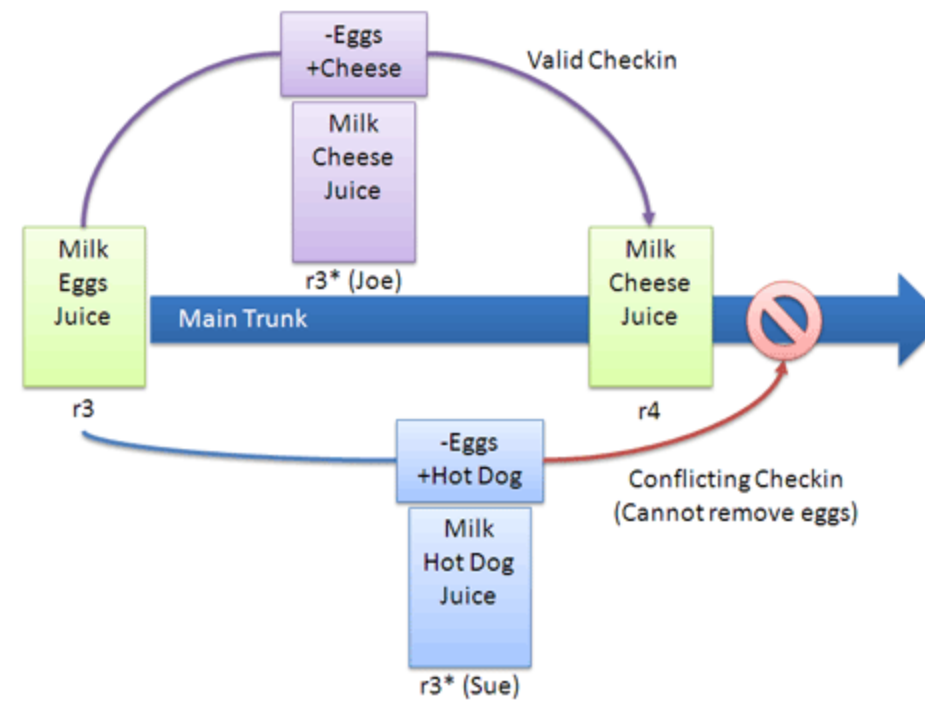 -Eggs
+Cheese
Valid Checkin
Milk
Cheese
Juice
r3* (Joe)
Milk
Eggs
Juice
r3
Main Trunk
Milk
Cheese
Juice
r4
-Eggs
+Hot Dog
Milk
Hot Dog
Juice
r3* (Sue)
Conflicting Checkin
(Cannot remove eggs)